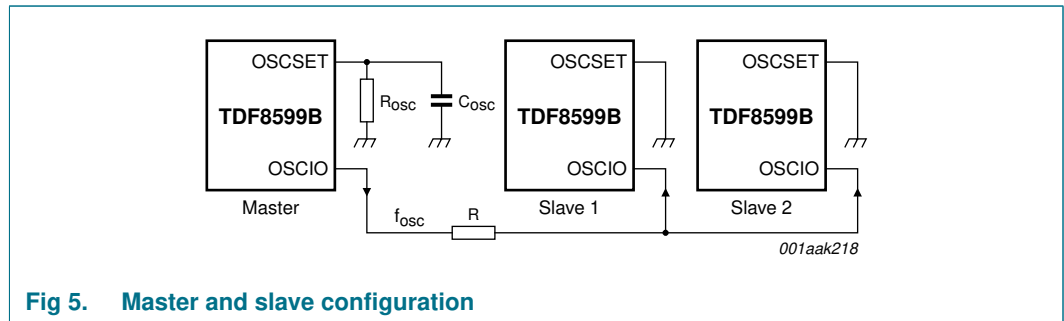 OSCSET
TDF8599B
OSCIO
Master
Rosc
Cosc
OSCSET
TDF8599B
OSCIO
Slave 1
OSCSET
TDF8599B
OSCIO
Slave 2
fosc
R
001aak218
Fig 5. Master and slave configuration